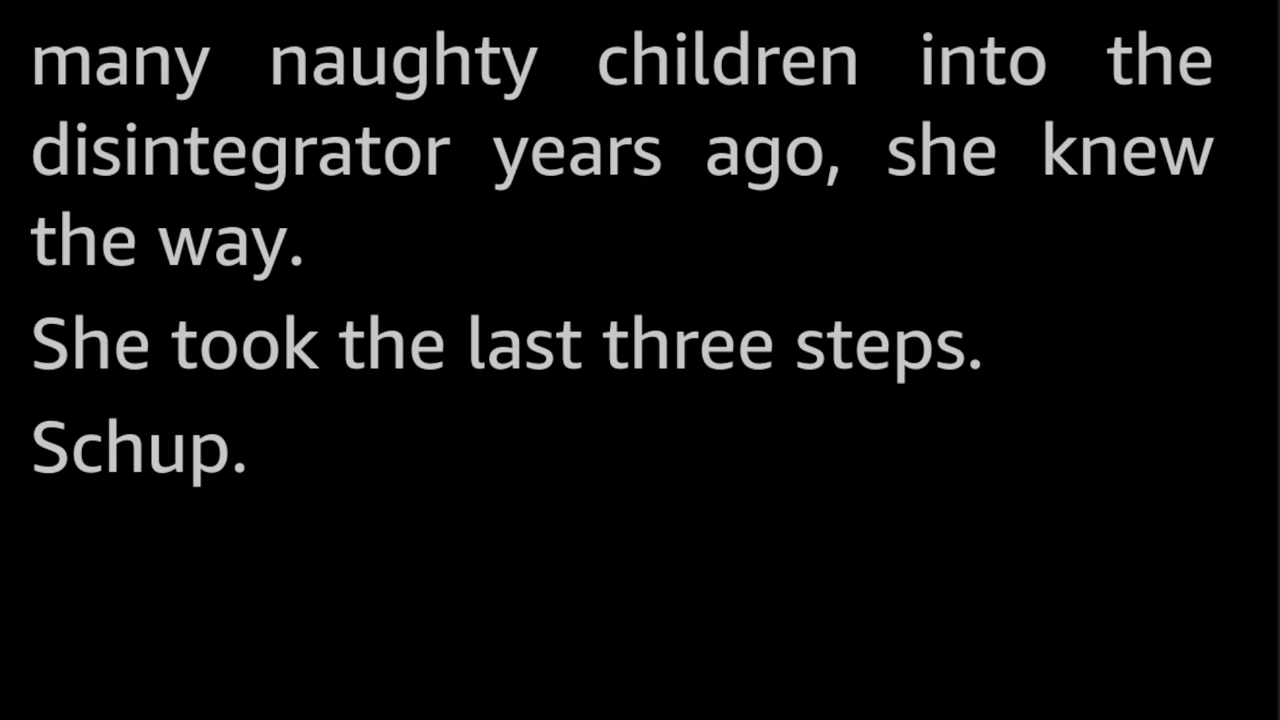 many naughty children into the
disintegrator years ago, she knew
the way.
She took the last three steps.
Schup.